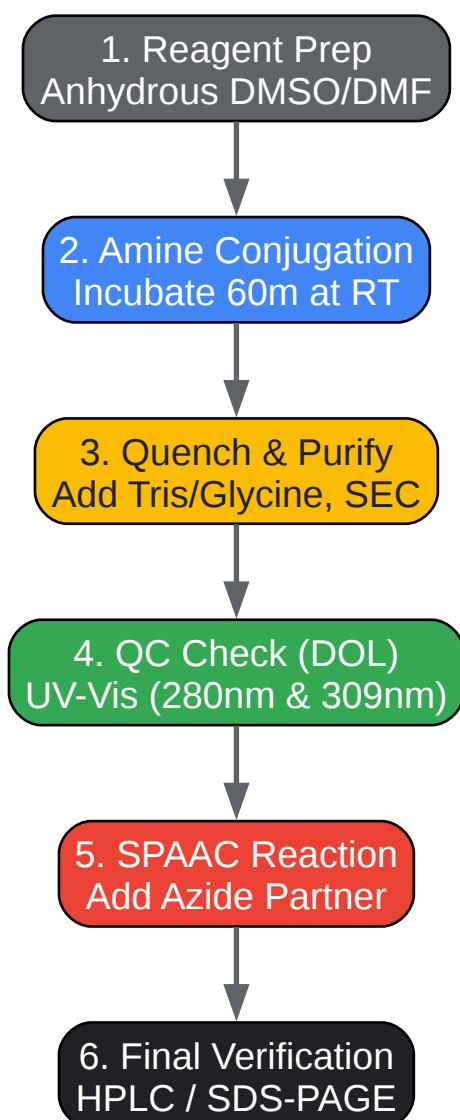 1. Reagent Prep
Anhydrous DMSO/DMF
2. Amine Conjugation
Incubate 60m at RT
3. Quench & Purify
Add Tris/Glycine, SEC
4. QC Check (DOL)
UV-Vis (280nm & 309nm)
5. SPAAC Reaction
Add Azide Partner
6. Final Verification
HPLC / SDS-PAGE